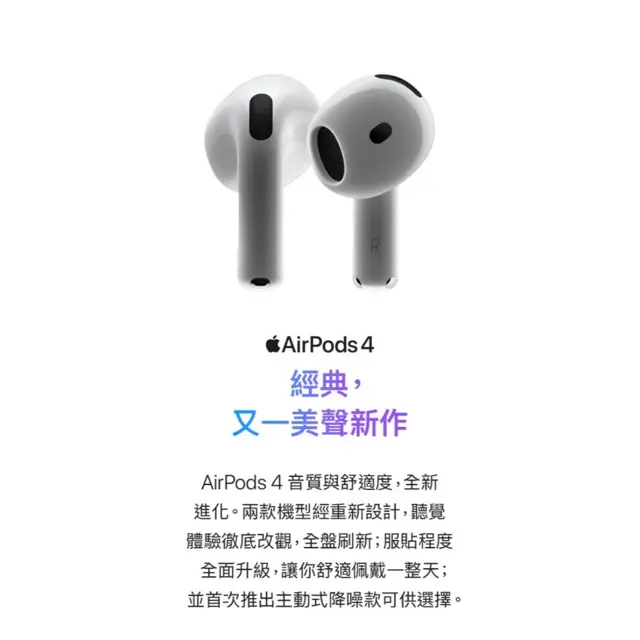 R
AirPods 4
經典，
又一美聲新作
AirPods 4 音質與舒適度，全新
進化。兩款機型經重新設計，聽覺
體驗徹底改觀，全盤刷新；服貼程度
全面升級，讓你舒適佩戴一整天；
並首次推出主動式降噪款可供選擇。